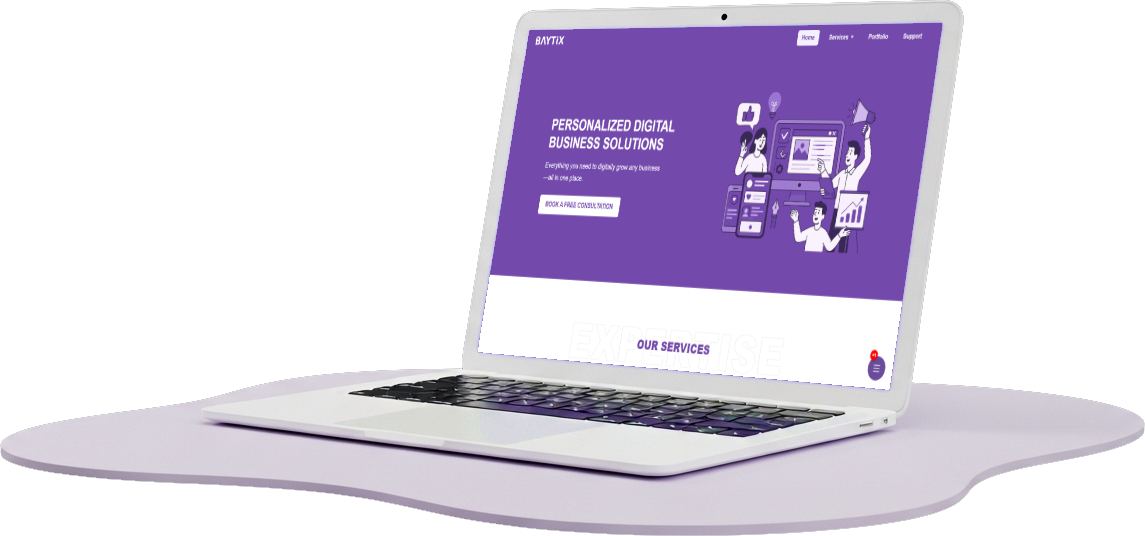 BAYTIX
Home Services Portfolio Support
PERSONALIZED DIGITAL
BUSINESS SOLUTIONS
Everything you need to digitally grow any business
—all in one place.
BOOK A FREE CONSULTATION
EXPERTISE
OUR SERVICES